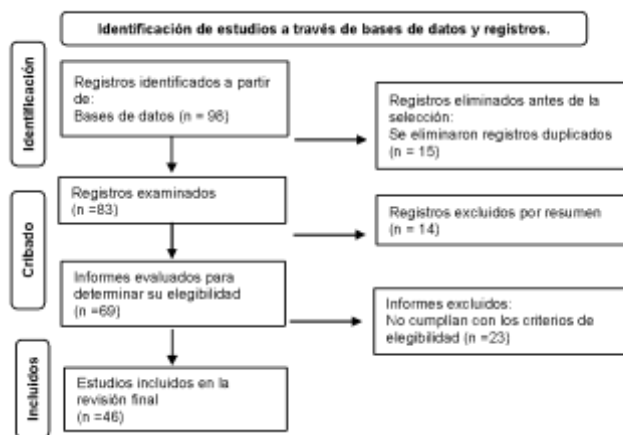 Identificación de estudios a través de bases de datos y registros.
Identificación
Registros identificados a partir
de:
Bases de datos (n = 98)
Registros eliminados antes de la
selección:
Se eliminaron registros duplicados
(n = 15)
Cribado
Registros examinados
(n =83)
Registros excluidos por resumen
(n = 14)
Informes evaluados para
determinar su elegibilidad
(n =69)
Informes excluidos:
No cumplían con los criterios de
elegibilidad (n =23)
Incluidos
Estudios incluidos en la
revisión final
(n =46)